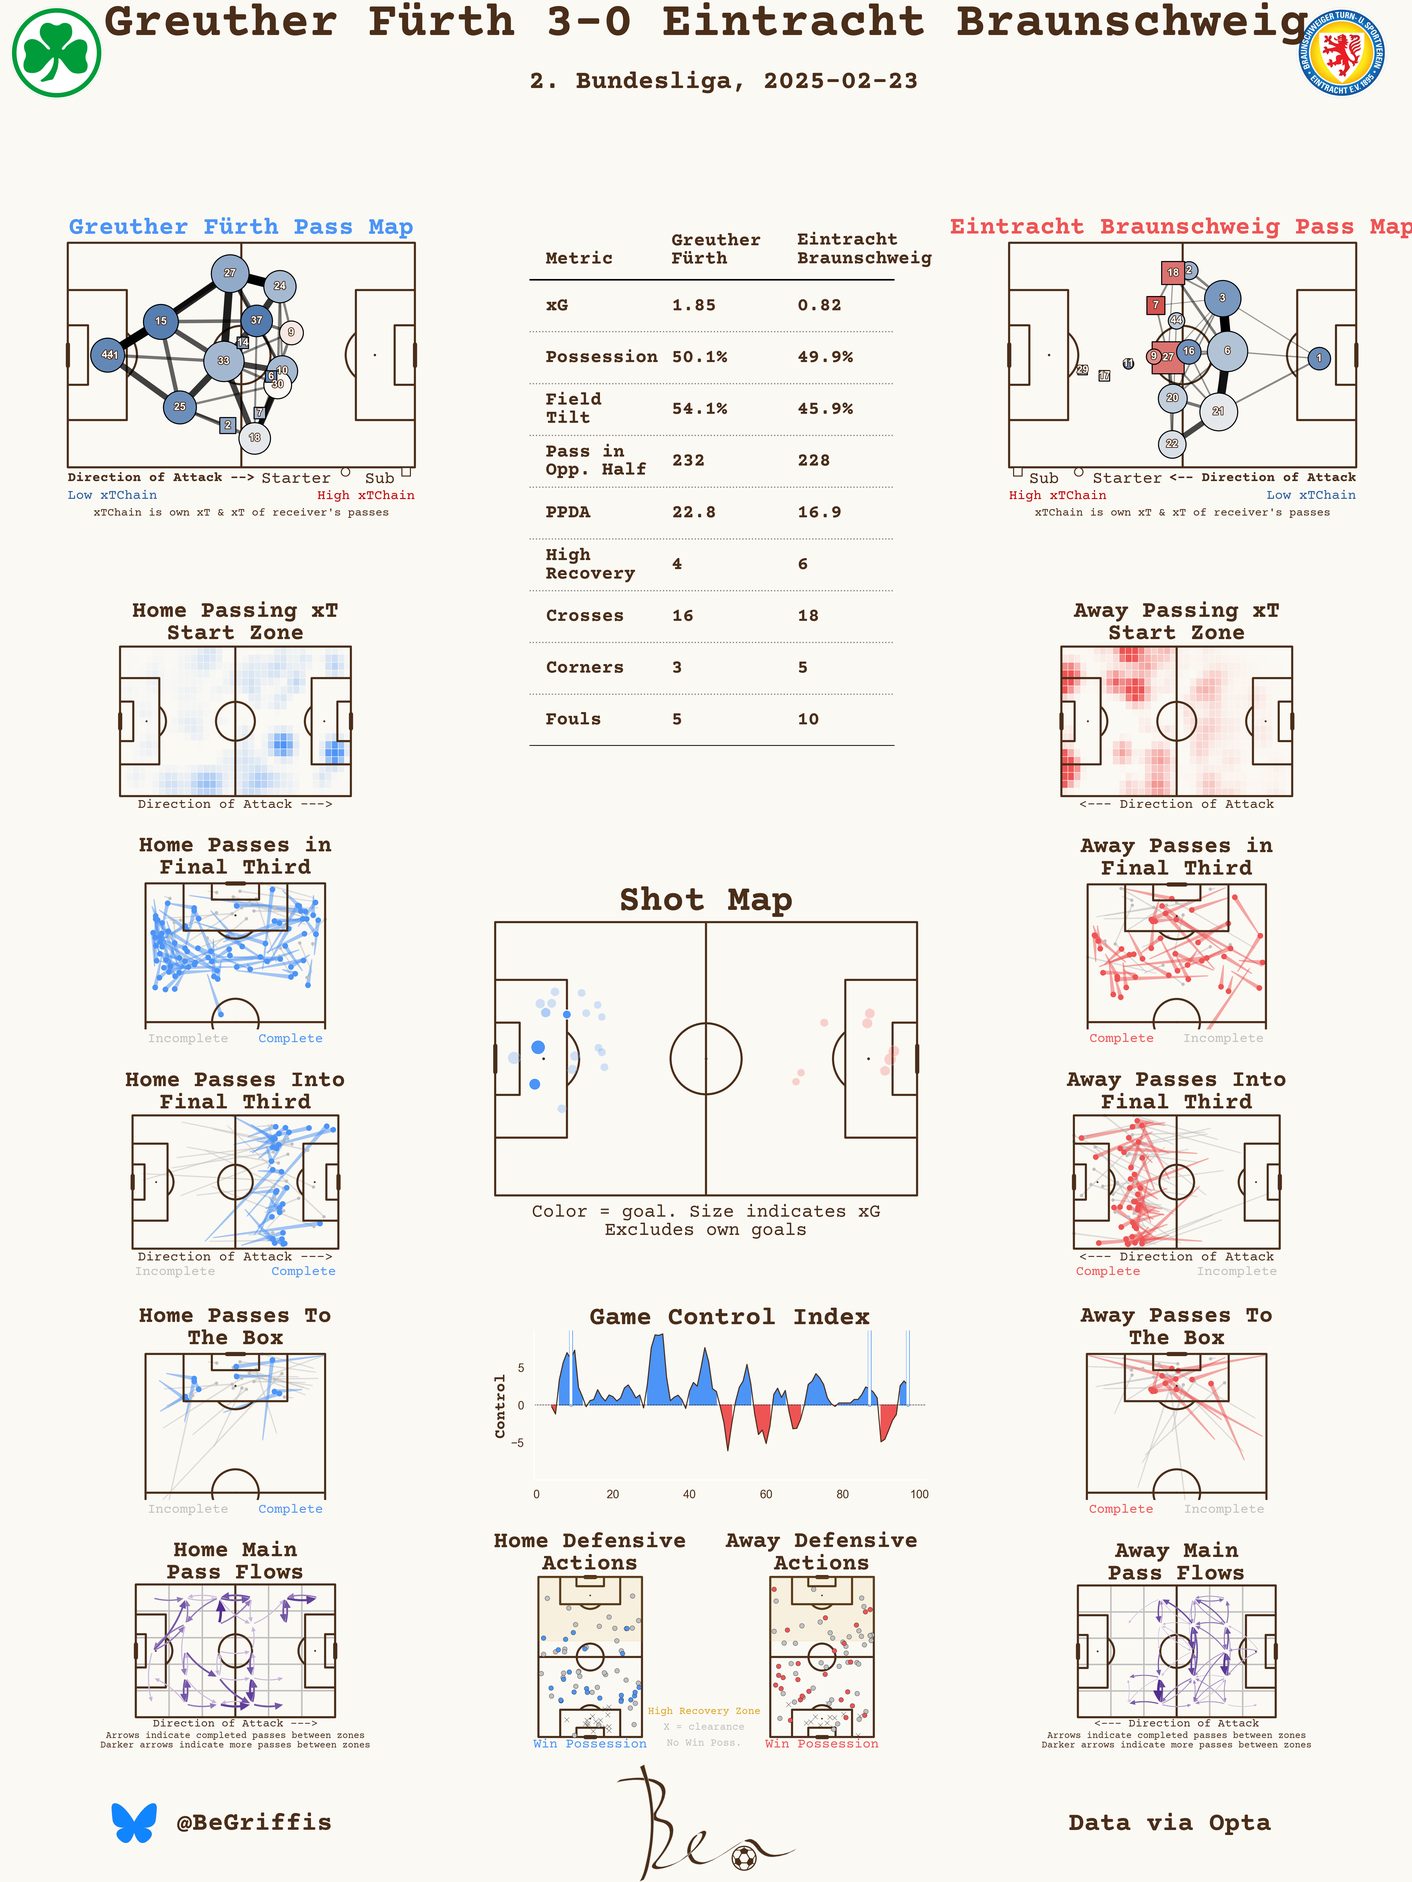 Greuther Fürth 3-0 Eintracht Braunschweig
2. Bundesliga, 2025-02-23
BRAUNSCHWEIGER TURN- U. SPORTVEREIN
EINTRACHT E.V. 1895
Greuther Fürth Pass Map
27
24
15
37
9
14
441
33
10
6
30
25
7
2
18
Direction of Attack --> Starter Sub
Low xTChain High xTChain
xTChain is own xT & xT of receiver's passes
Metric Greuther Fürth Eintracht Braunschweig
xG 1.85 0.82
Possession 50.1% 49.9%
Field Tilt 54.1% 45.9%
Pass in Opp. Half 232 228
PPDA 22.8 16.9
High Recovery 4 6
Crosses 16 18
Corners 3 5
Fouls 5 10
Eintracht Braunschweig Pass Map
18
2
3
7
44
9
27
16
6
1
11
29
17
20
21
22
Sub Starter <-- Direction of Attack
High xTChain Low xTChain
xTChain is own xT & xT of receiver's passes
Home Passing xT
Start Zone
Direction of Attack --->
Away Passing xT
Start Zone
<--- Direction of Attack
Home Passes in
Final Third
Incomplete Complete
Away Passes in
Final Third
Complete Incomplete
Shot Map
Color = goal. Size indicates xG
Excludes own goals
Home Passes Into
Final Third
Direction of Attack --->
Incomplete Complete
Away Passes Into
Final Third
<--- Direction of Attack
Complete Incomplete
Home Passes To
The Box
Incomplete Complete
Game Control Index
Control
5
0
−5
0 20 40 60 80 100
Away Passes To
The Box
Complete Incomplete
Home Main
Pass Flows
Direction of Attack --->
Arrows indicate completed passes between zones
Darker arrows indicate more passes between zones
Home Defensive
Actions
Win Possession
High Recovery Zone
X = clearance
No Win Poss.
Away Defensive
Actions
Win Possession
Away Main
Pass Flows
<--- Direction of Attack
Arrows indicate completed passes between zones
Darker arrows indicate more passes between zones
@BeGriffis
Ben
Data via Opta